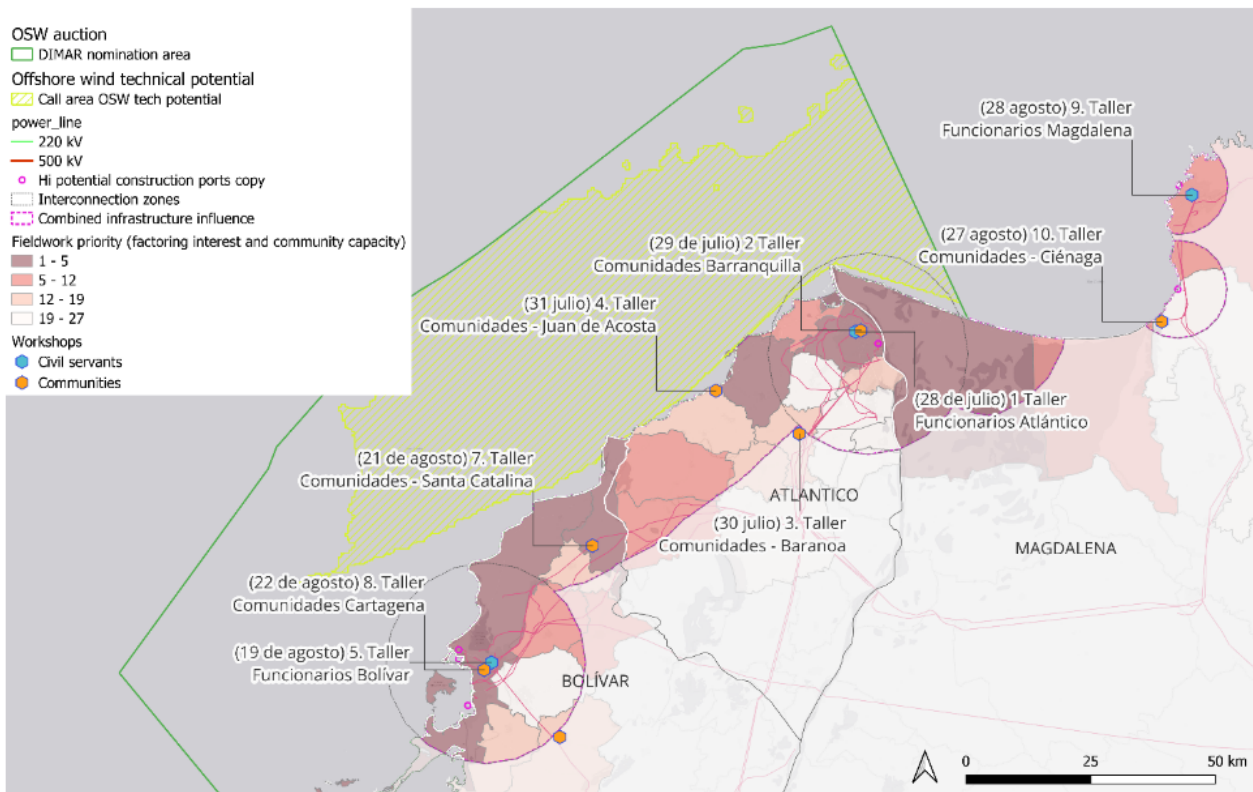 OSW auction
DIMAR nomination area
Offshore wind technical potential
Call area OSW tech potential
power_line
220 kV
500 kV
Hi potential construction ports copy
Interconnection zones
Combined infrastructure influence
Fieldwork priority (factoring interest and community capacity)
1 - 5
5 - 12
12 - 19
19 - 27
Workshops
Civil servants
Communities
(28 agosto) 9. Taller
Funcionarios Magdalena
(27 agosto) 10. Taller
Comunidades - Ciénaga
(29 de julio) 2 Taller
Comunidades Barranquilla
(31 julio) 4. Taller
Comunidades - Juan de Acosta
(28 de julio) 1 Taller
Funcionarios Atlántico
(21 de agosto) 7. Taller
Comunidades - Santa Catalina
ATLANTICO
(30 julio) 3. Taller
Comunidades - Baranoa
MAGDALENA
(22 de agosto) 8. Taller
Comunidades Cartagena
(19 de agosto) 5. Taller
Funcionarios Bolívar
BOLÍVAR
0 25 50 km